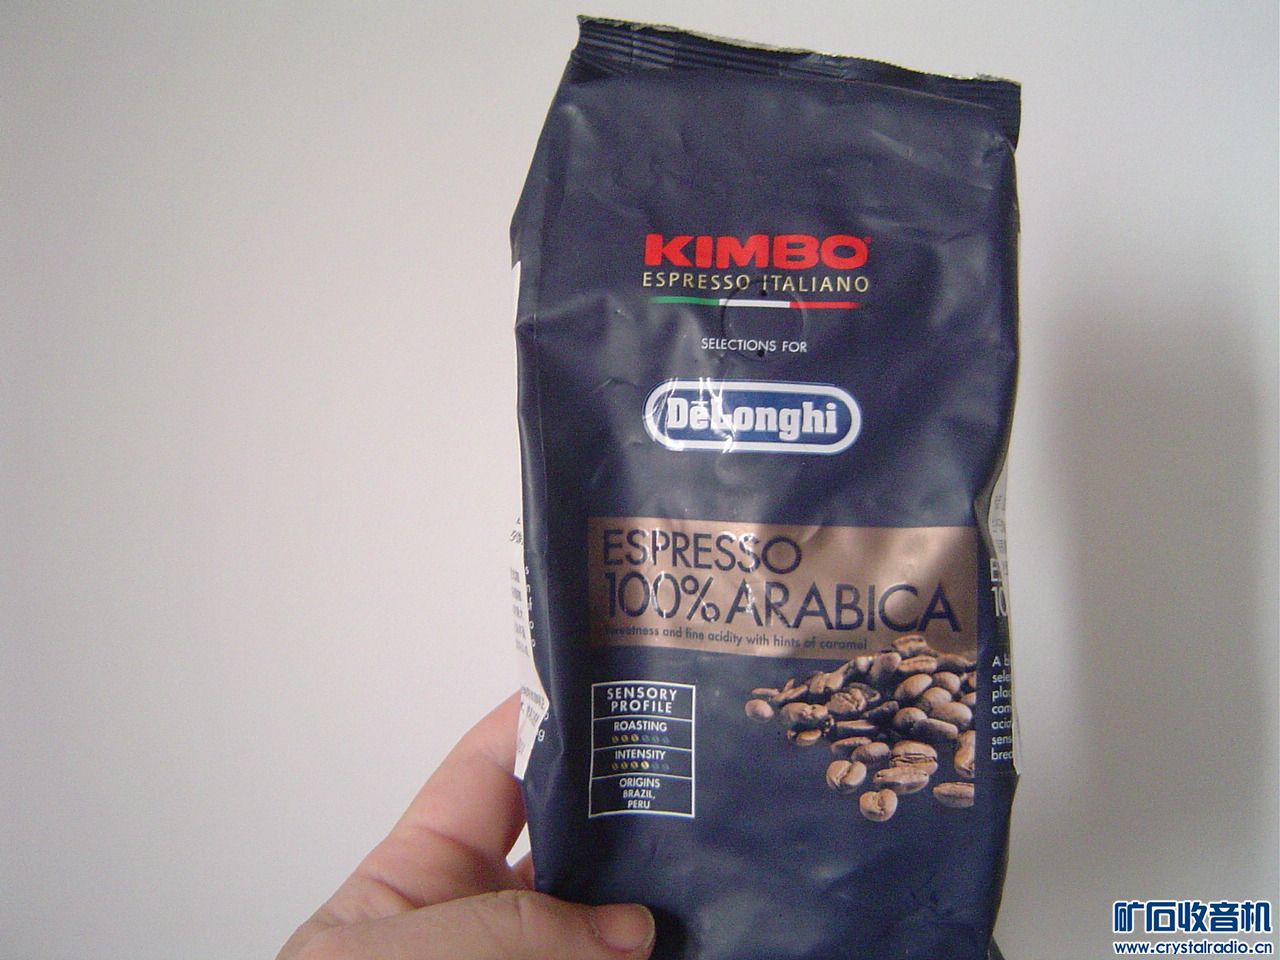 KIMBO
ESPRESSO ITALIANO
SELECTIONS FOR
DeLonghi
ESPRESSO
100% ARABICA
sweetness and fine acidity with hints of caramel
SENSORY
PROFILE
ROASTING
INTENSITY
ORIGINS
BRAZIL,
PERU
矿石收音机
www.crystalradio.cn